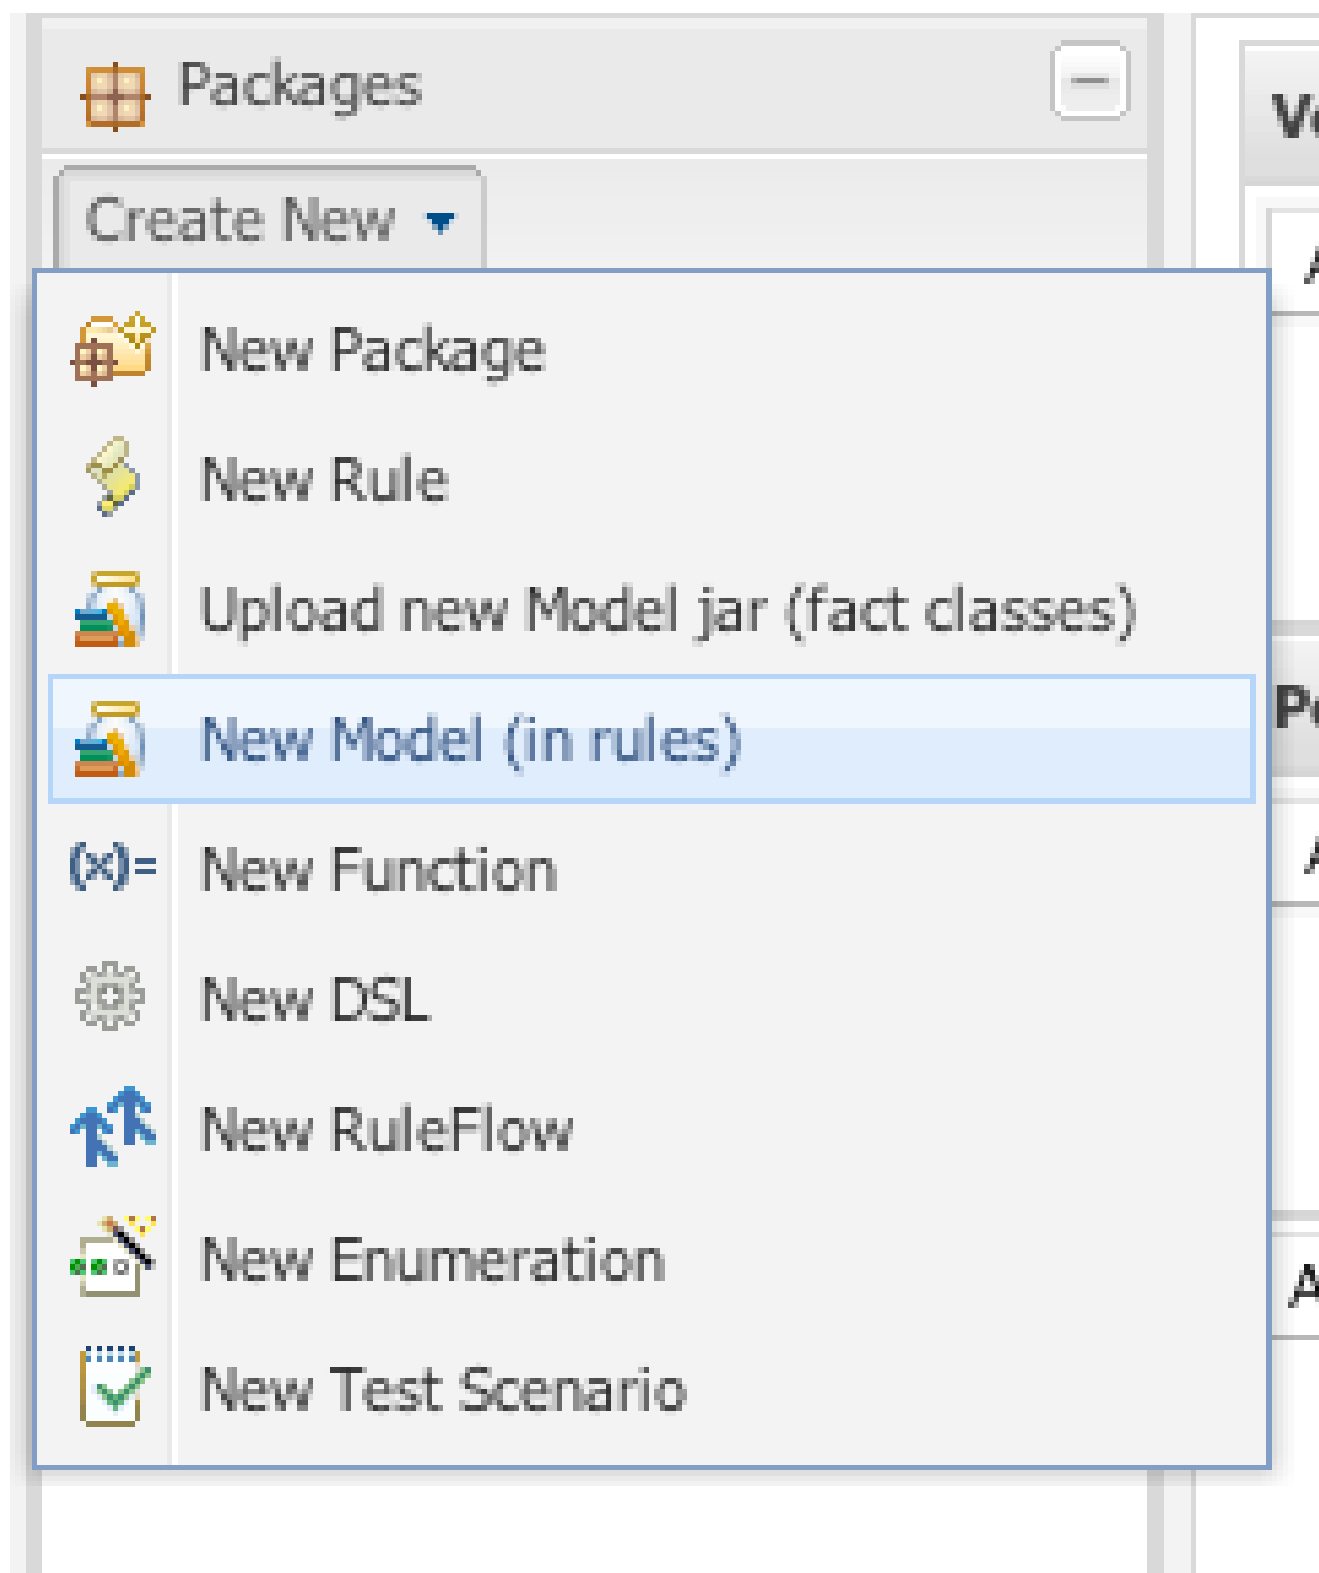 Packages
Create New
New Package
New Rule
Upload new Model jar (fact classes)
New Model (in rules)
(x)= New Function
New DSL
New RuleFlow
New Enumeration
New Test Scenario